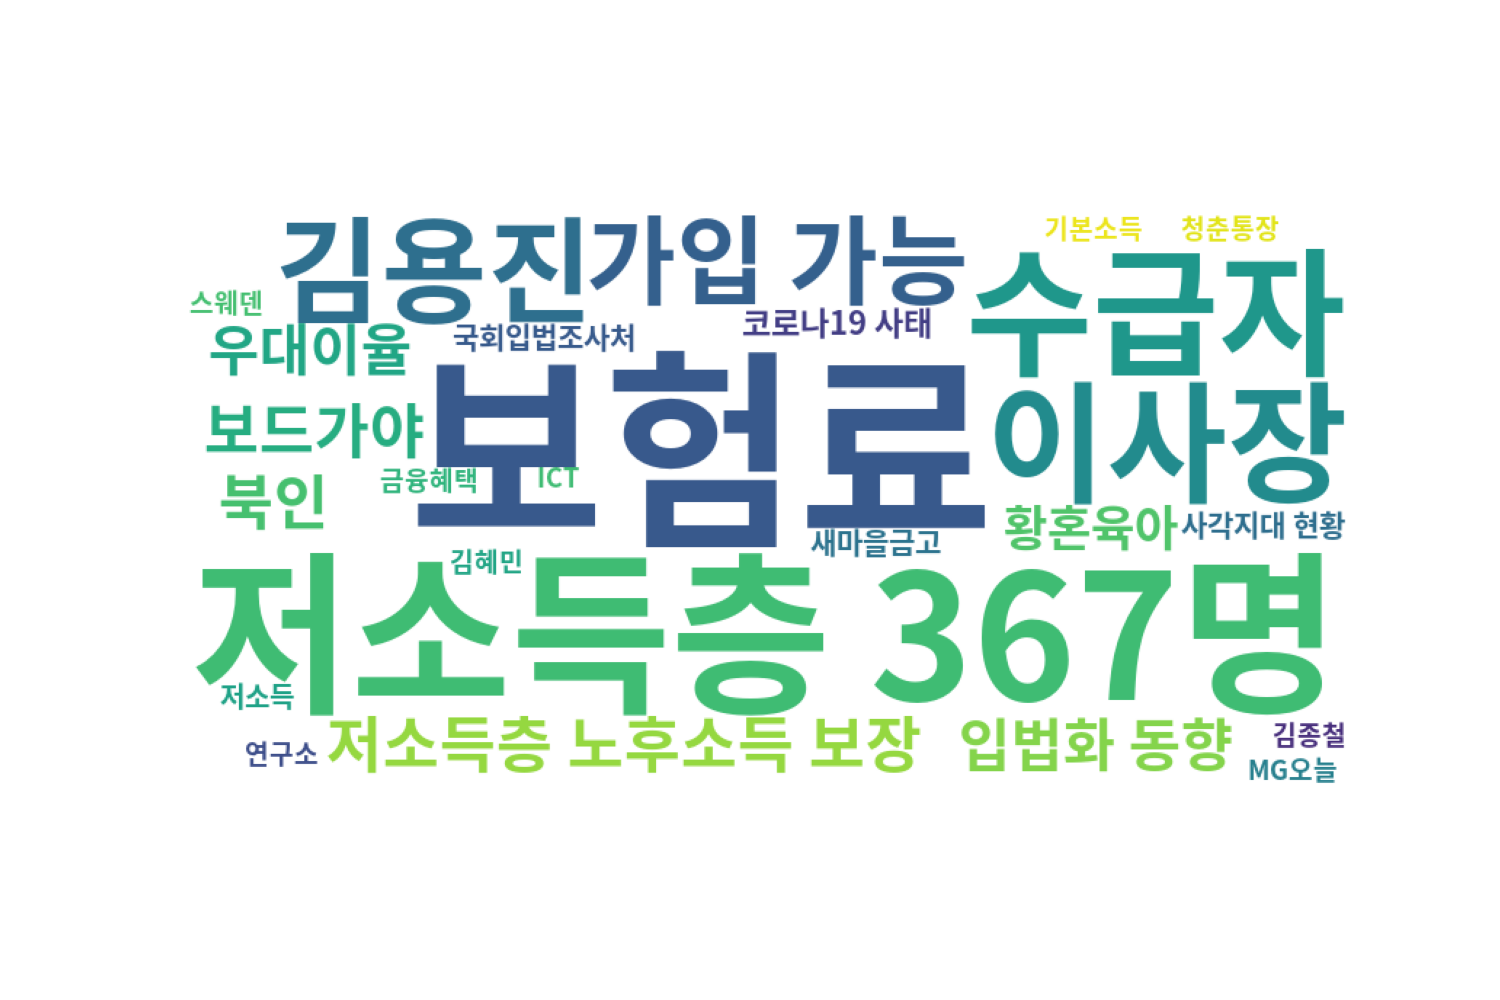 김용진
가입 가능
기본소득
청춘통장
수급자
스웨덴
우대이율
국회입법조사처
코로나19 사태
보험료
이사장
보드가야
금융혜택
ICT
북인
황혼육아
사각지대 현황
새마을금고
김혜민
저소득층 367명
저소득
저소득층 노후소득 보장
입법화 동향
김종철
연구소
MG오늘